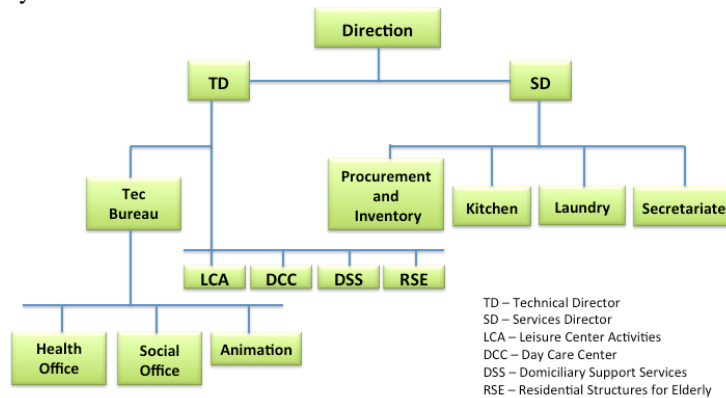 Direction
TD
SD
Tec
Bureau
Procurement
and
Inventory
Kitchen
Laundry
Secretariate
LCA
DCC
DSS
RSE
Health
Office
Social
Office
Animation
TD – Technical Director
SD – Services Director
LCA – Leisure Center Activities
DCC – Day Care Center
DSS – Domiciliary Support Services
RSE – Residential Structures for Elderly